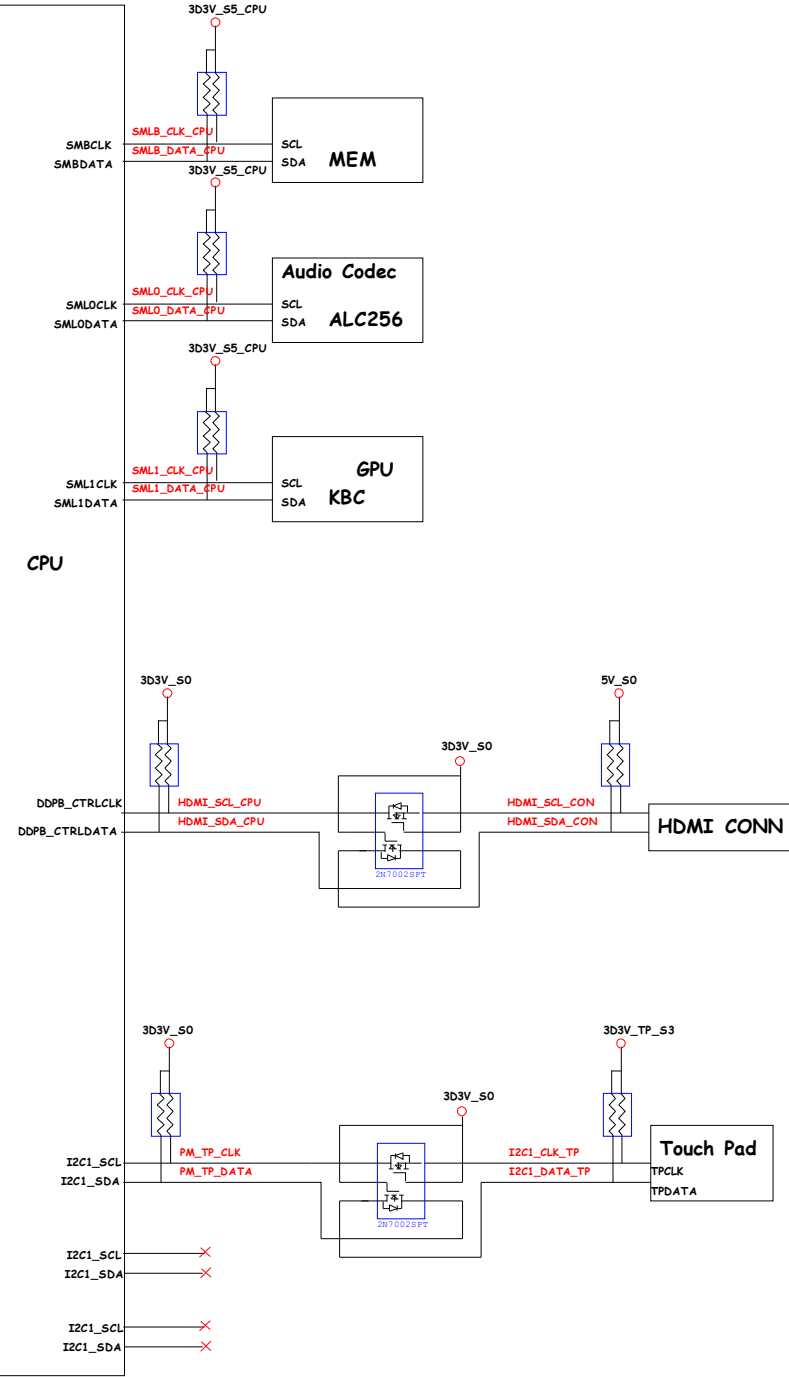 3D3V_S5_CPU
SMLB_CLK_CPU
SMBCLK
SCL
SMLB_DATA_CPU
SMBDATA
SDA
MEM
3D3V_S5_CPU
Audio Codec
SML0_CLK_CPU
SML0CLK
SCL
SML0_DATA_CPU
SML0DATA
SDA
ALC256
3D3V_S5_CPU
GPU
SML1_CLK_CPU
SML1CLK
SCL
SML1_DATA_CPU
SML1DATA
SDA
KBC
CPU
3D3V_S0
5V_S0
3D3V_S0
DDPB_CTRLCLK
HDMI_SCL_CPU
HDMI_SCL_CON
DDPB_CTRLDATA
HDMI_SDA_CPU
HDMI_SDA_CON
HDMI CONN
2N7002SPT
3D3V_S0
3D3V_TP_S3
3D3V_S0
PM_TP_CLK
I2C1_CLK_TP
Touch Pad
I2C1_SCL
PM_TP_DATA
I2C1_DATA_TP
TPCLK
I2C1_SDA
TPDATA
2N7002SPT
I2C1_SCL
I2C1_SDA
I2C1_SCL
I2C1_SDA